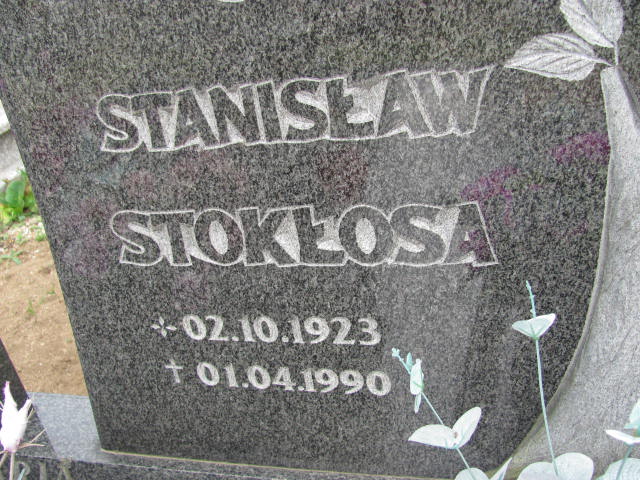 STANISŁAW
STOKŁOSA
* 02.10.1923
† 01.04.1990